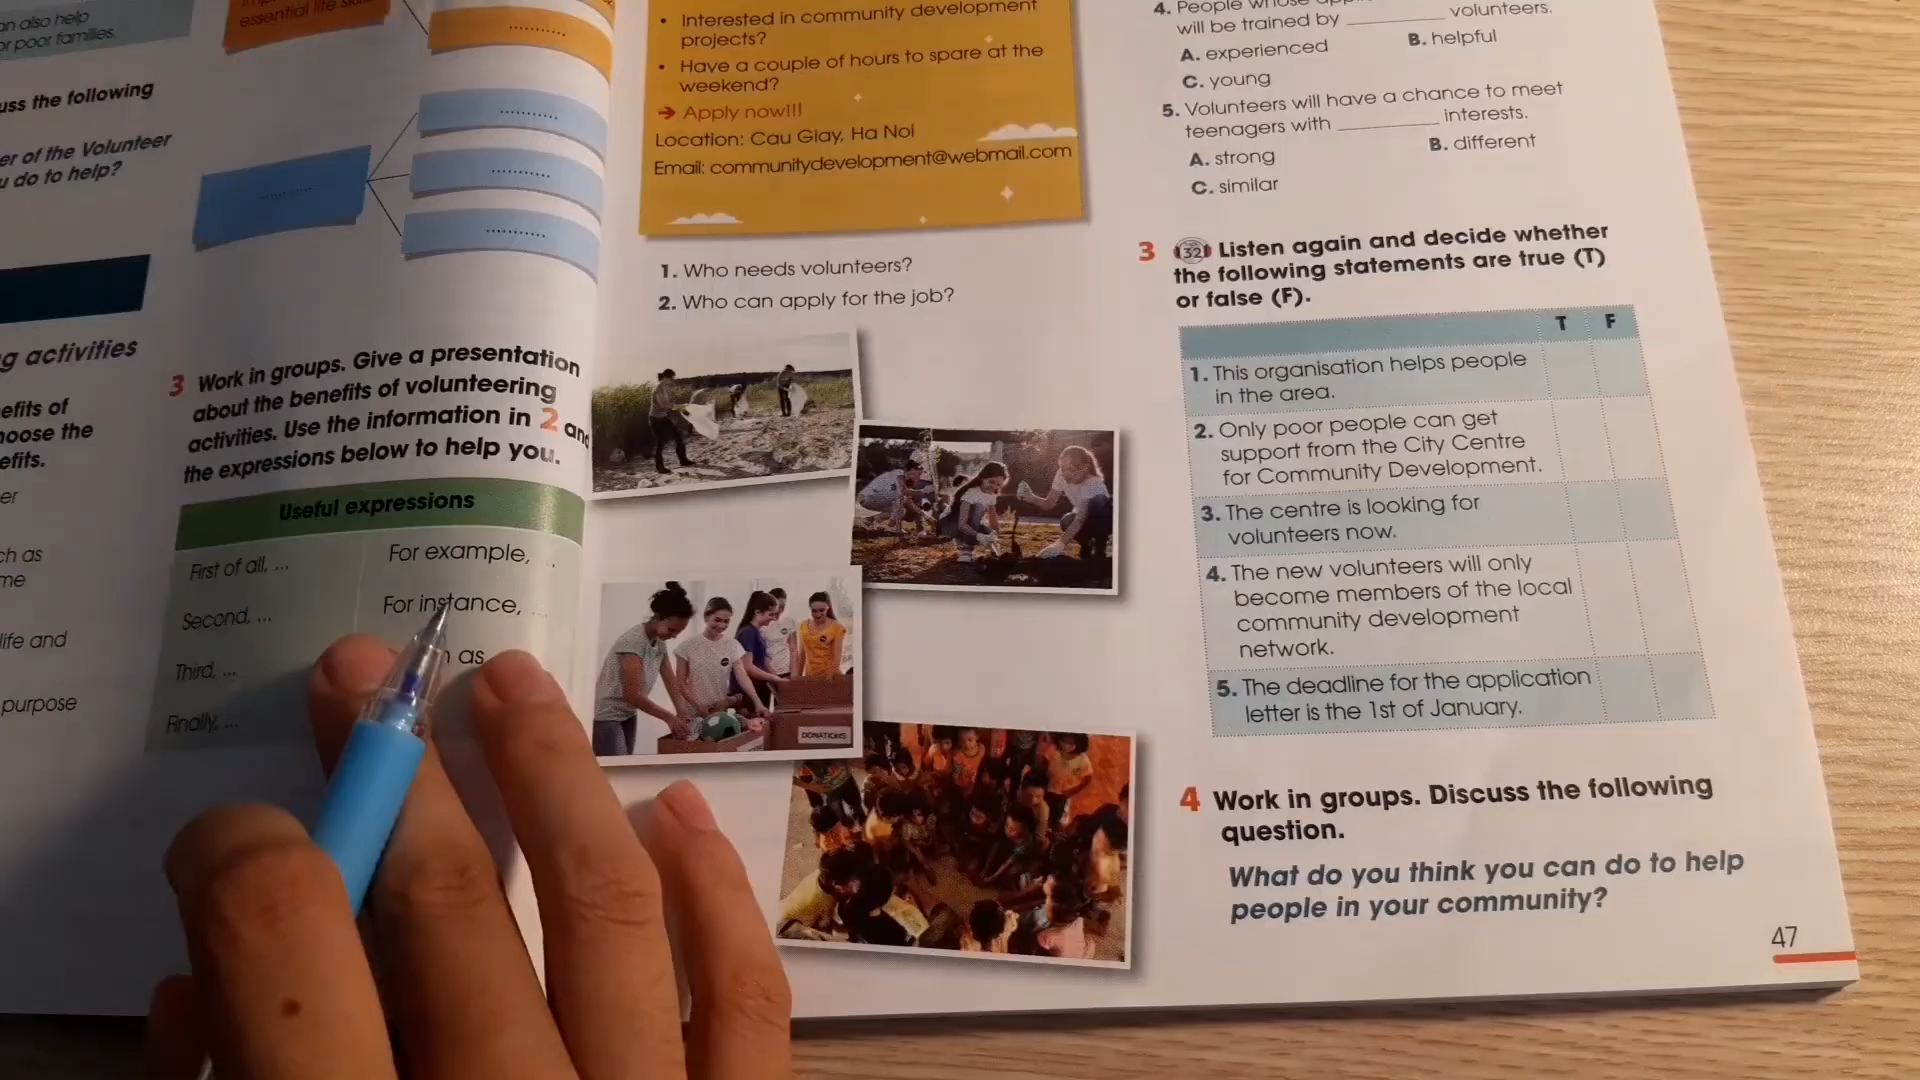 an also help
or poor families.
essential life
...........
uss the following
er of the Volunteer
u do to help?
...........
...........
...........
...........
g activities
efits of
hoose the
efits.
er
ch as
me
life and
purpose
3 Work in groups. Give a presentation
about the benefits of volunteering
activities. Use the information in 2 and
the expressions below to help you.
Useful expressions
First of all, ...
For example, ...
Second, ...
For instance, ...
Third, ...
as
Finally, ...
• Interested in community development
projects?
• Have a couple of hours to spare at the
weekend?
→ Apply now!!!
Location: Cau Giay, Ha Noi
Email: communitydevelopment@webmail.com
1. Who needs volunteers?
2. Who can apply for the job?
DONATIONS
4. People whose
will be trained by ________ volunteers.
A. experienced
B. helpful
C. young
5. Volunteers will have a chance to meet
teenagers with ________ interests.
A. strong
B. different
C. similar
3 32 Listen again and decide whether
the following statements are true (T)
or false (F).
T F
1. This organisation helps people
in the area.
2. Only poor people can get
support from the City Centre
for Community Development.
3. The centre is looking for
volunteers now.
4. The new volunteers will only
become members of the local
community development
network.
5. The deadline for the application
letter is the 1st of January.
4 Work in groups. Discuss the following
question.
What do you think you can do to help
people in your community?
47